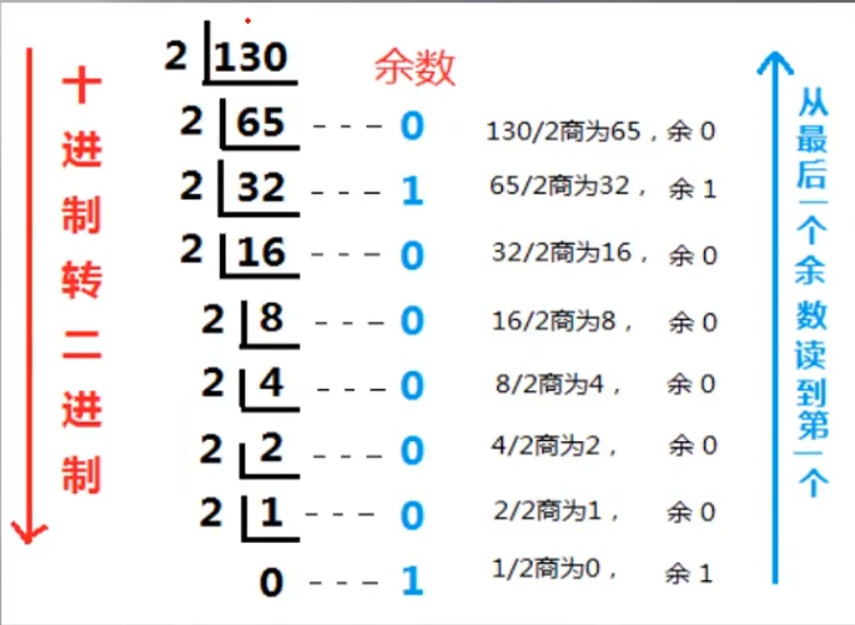 十进制转二进制
2 130 余数
2 65 --- 0 130/2商为65，余0
2 32 --- 1 65/2商为32， 余1
2 16 --- 0 32/2商为16， 余0
2 8 --- 0 16/2商为8， 余0
2 4 --- 0 8/2商为4， 余0
2 2 --- 0 4/2商为2， 余0
2 1 --- 0 2/2商为1， 余0
0 --- 1 1/2商为0， 余1
从最后一个余数读到第一个